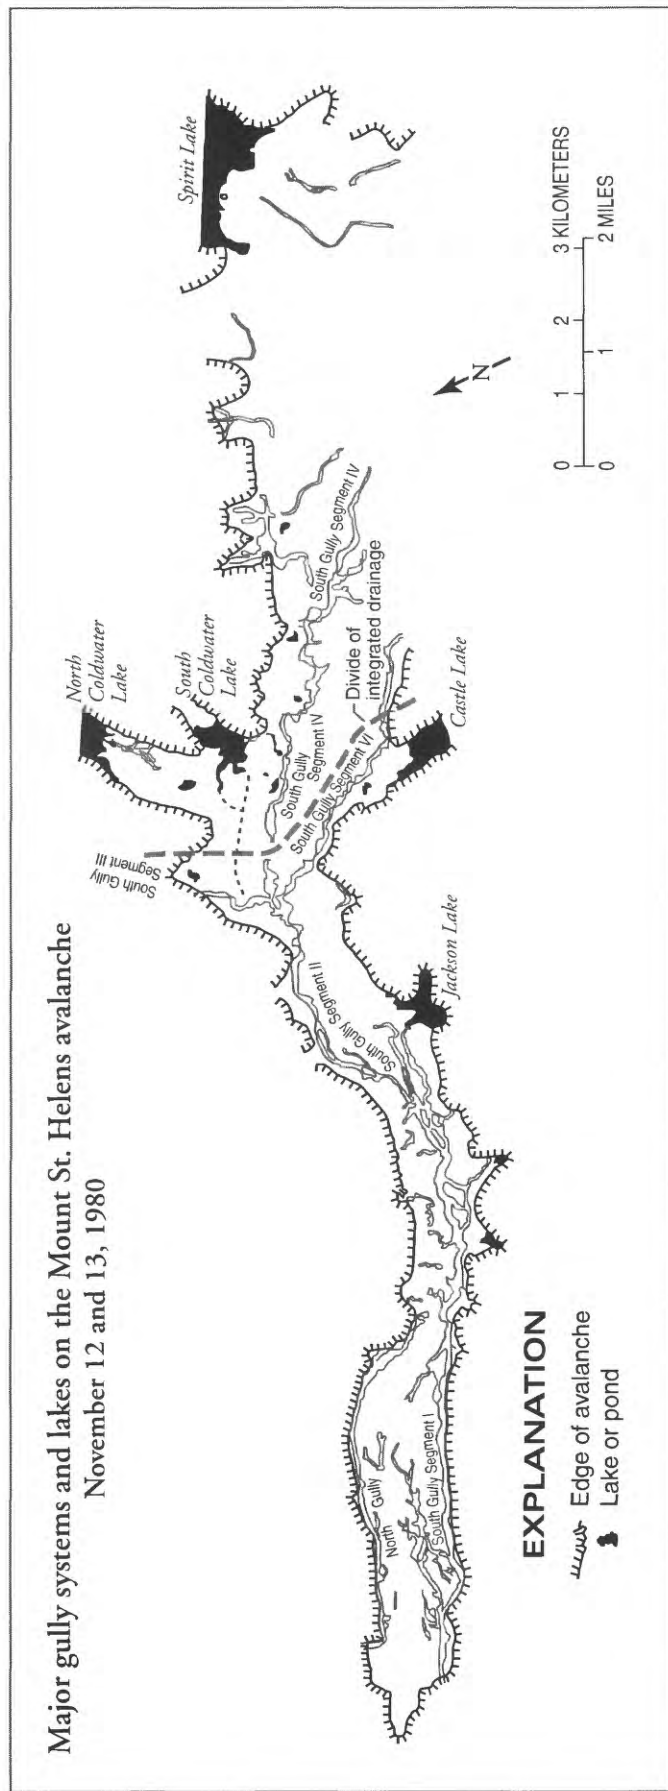 Major gully systems and lakes on the Mount St. Helens avalanche
November 12 and 13, 1980
North
Coldwater
Lake
South
Coldwater
Lake
Spirit Lake
South Gully
Segment III
South Gully Segment II
South Gully
Segment IV
South Gully Segment IV
South Gully Segment VI
Divide of
integrated drainage
Castle Lake
Jackson Lake
North Gully
South Gully Segment I
N
0 1 2 3 KILOMETERS
0 1 2 MILES
EXPLANATION
Edge of avalanche
Lake or pond